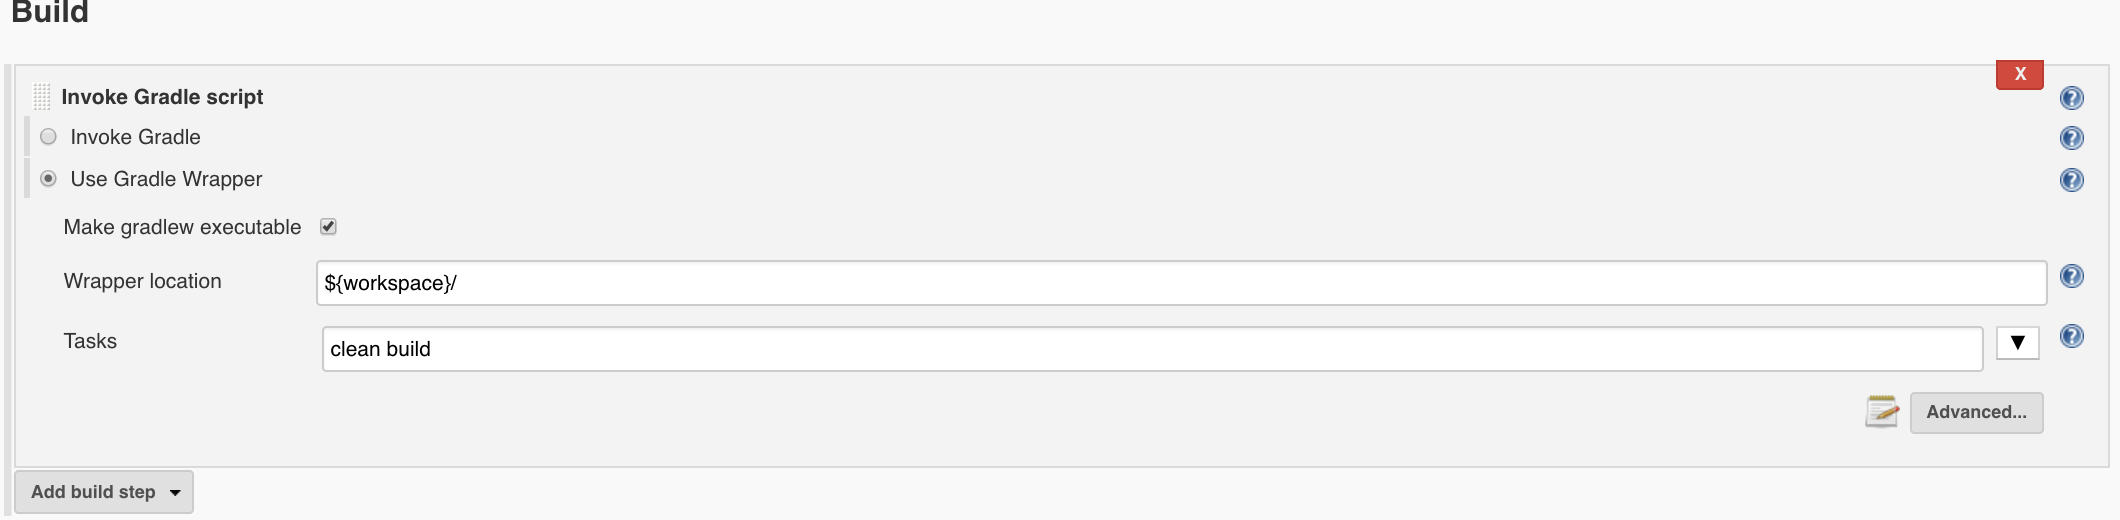 Build
X
Invoke Gradle script
?
Invoke Gradle
?
Use Gradle Wrapper
?
Make gradlew executable
Wrapper location
${workspace}/
?
Tasks
clean build
▼
?
Advanced...
Add build step